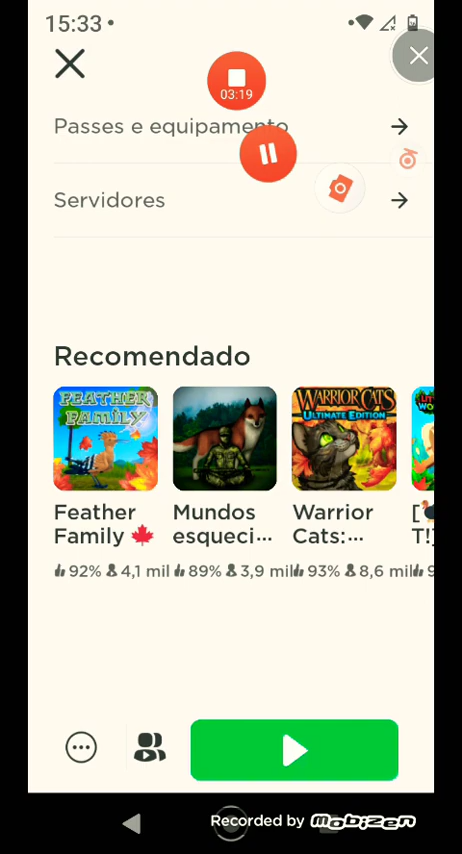 15:33
03:19
Passes e equipamento
Servidores
Recomendado
FEATHER FAMILY
WARRIOR CATS
ULTIMATE EDITION
Feather Family 🍁
Mundos esqueci...
Warrior Cats:...
T!]
92% 4,1 mil
89% 3,9 mil
93% 8,6 mil
Recorded by mobizen